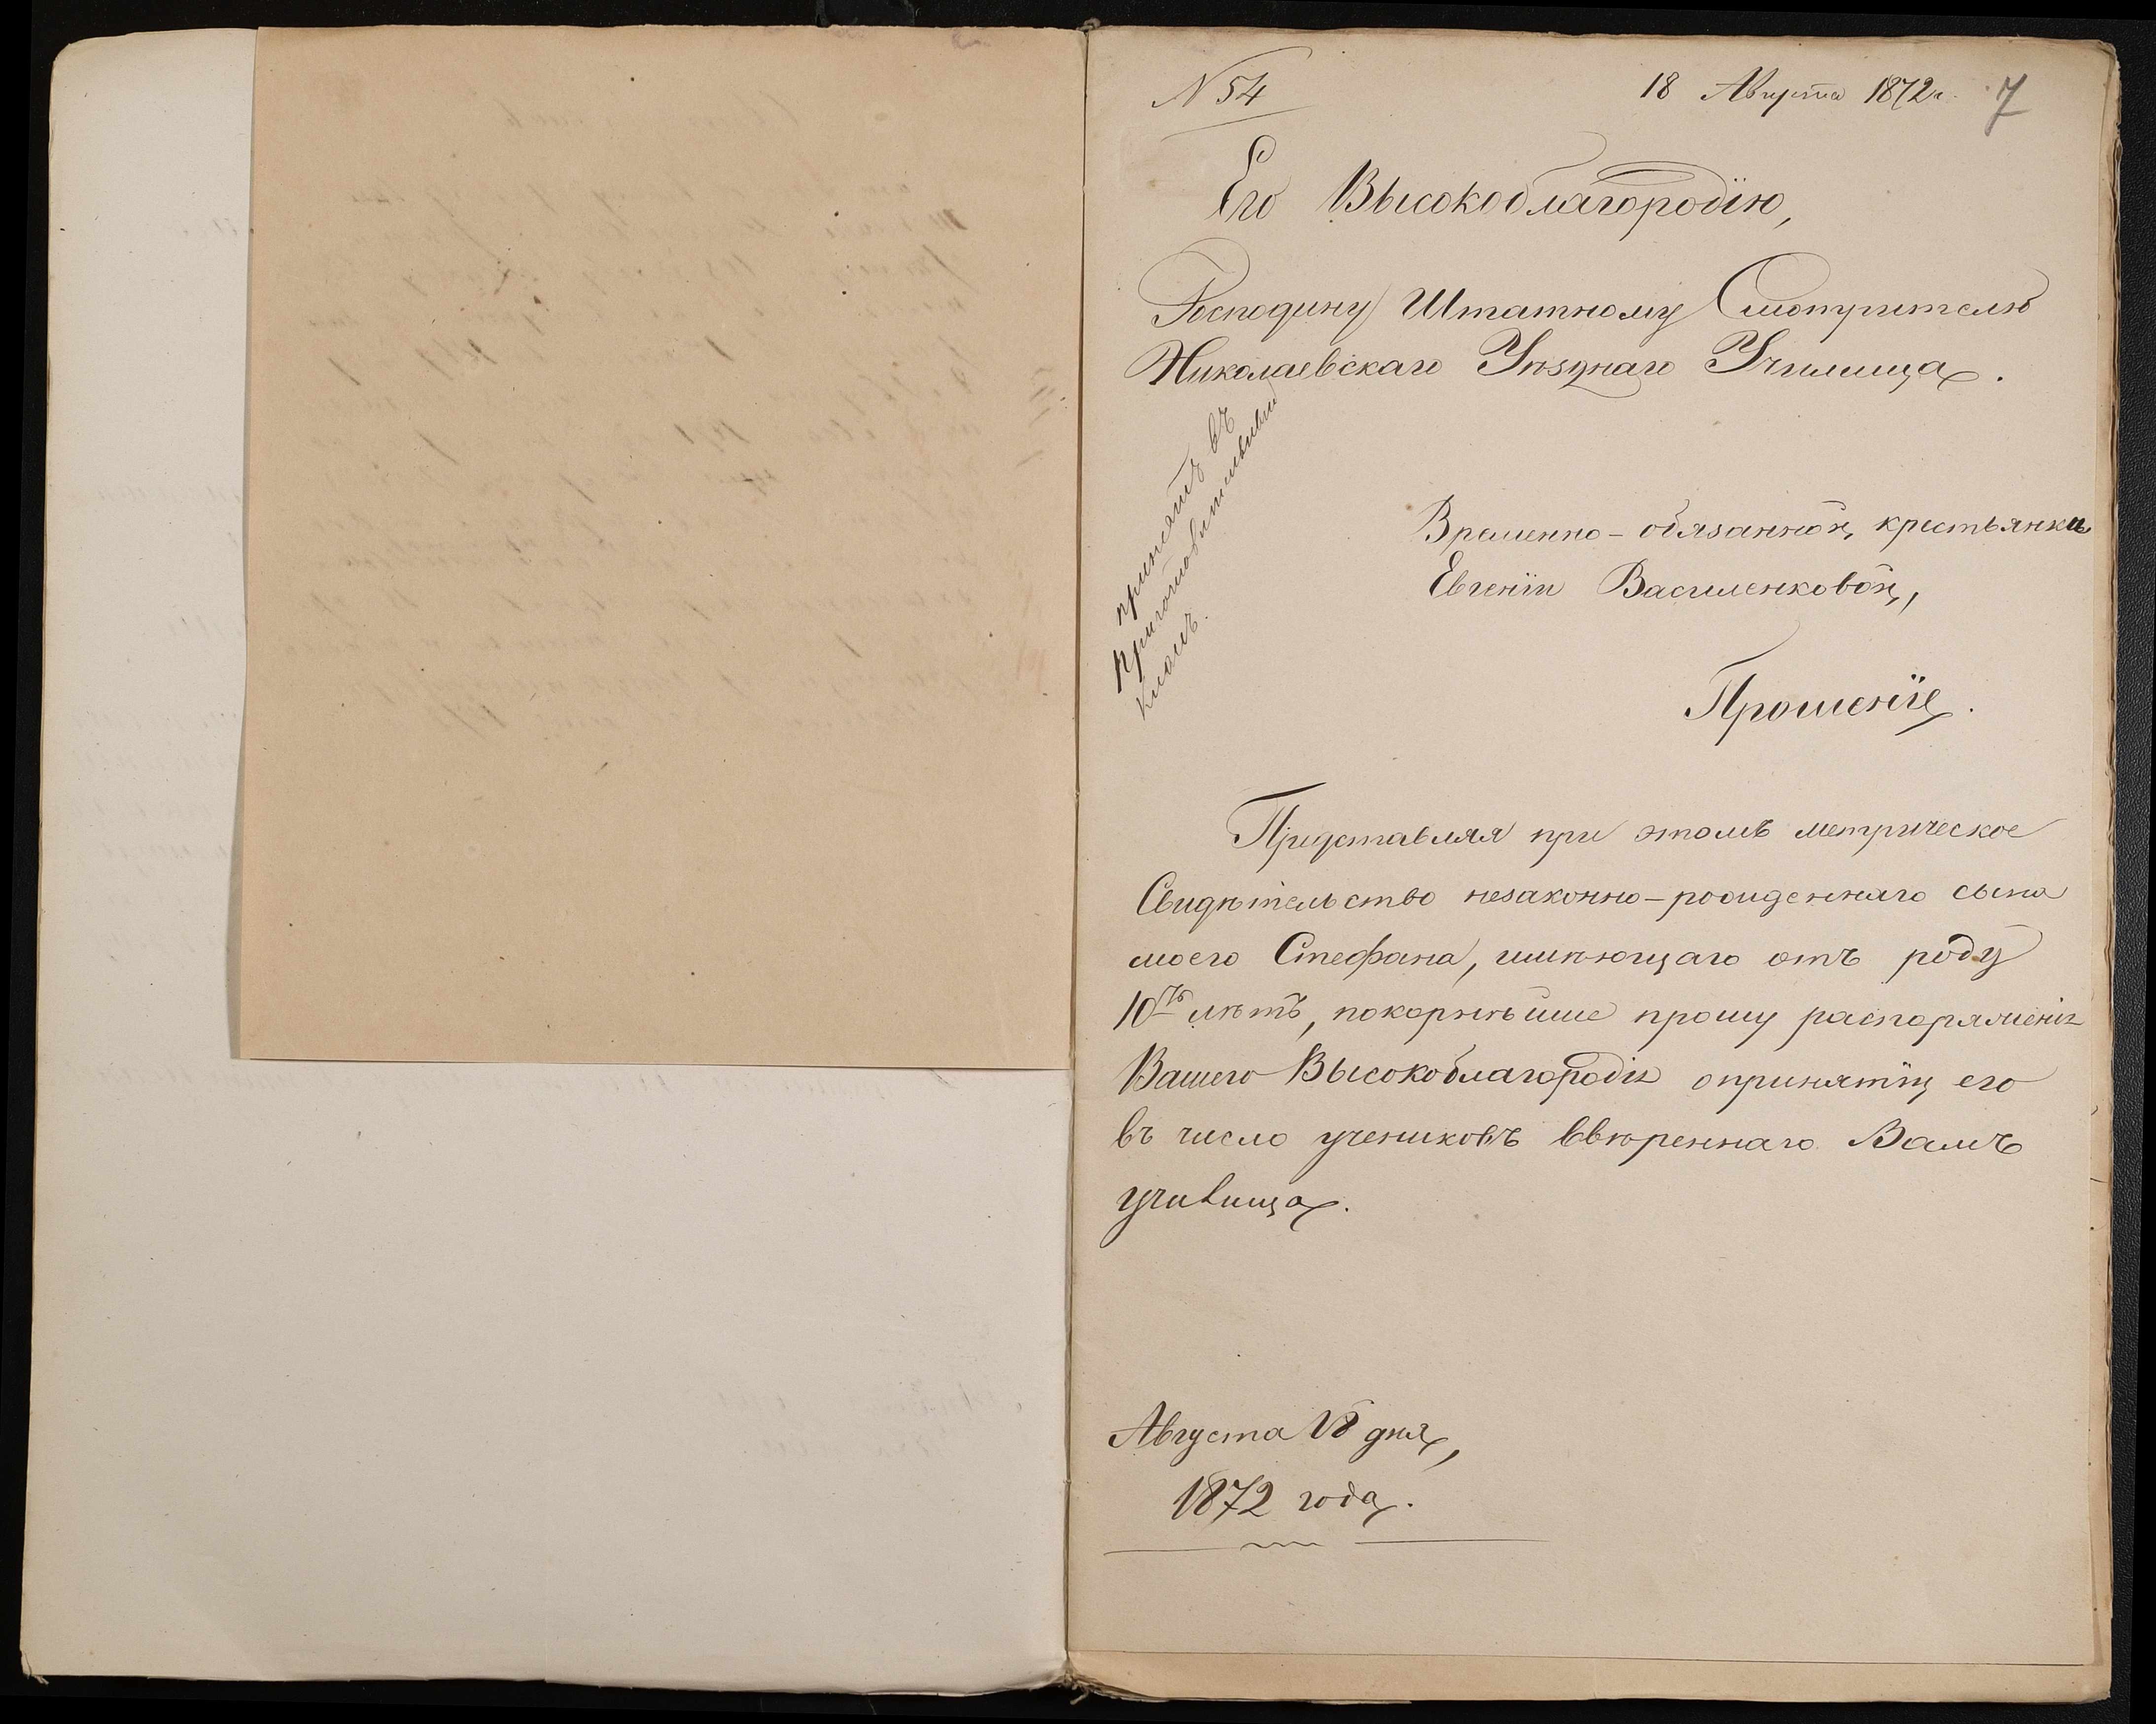 N 54
18 Августа 1872 г. 7
Его Высокоблагородію,
Господину Штатному Смотрителю
Николаевскаго Уѣзднаго Училища.
принятъ въ
Приготовительный
классъ.
Временно-обязанной, крестьянки
Евгеніи Василенковой,
Прошеніе.
Представляя при этомъ метрическое
Свидѣтельство незаконно-рожденнаго сына
моего Стефана, имѣющаго отъ роду
10ть лѣтъ, покорнѣйше прошу распоряженія
Вашего Высокоблагородія о принятіи его
въ число учениковъ ввѣреннаго Вамъ
училища.
Августа 18 дня,
1872 года.